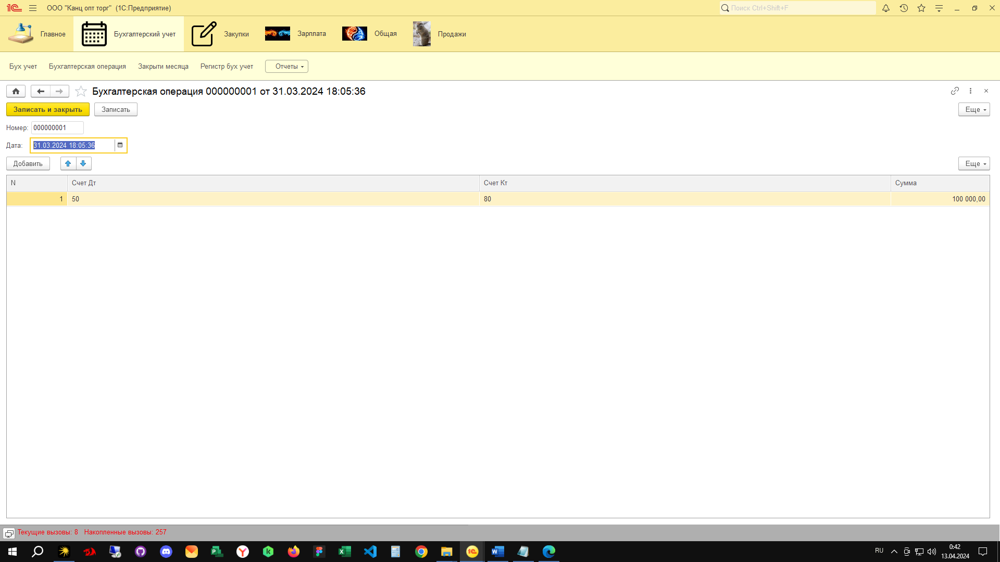 1С ООО "Канц опт торг" (1С:Предприятие) Поиск Ctrl+Shift+F
Главное Бухгалтерский учет Закупки Зарплата Общая Продажи
Бух учет Бухгалтерская операция Закрыти месяца Регистр бух учет Отчеты
Бухгалтерская операция 000000001 от 31.03.2024 18:05:36
Записать и закрыть Записать Еще
Номер: 000000001
Дата: 31.03.2024 18:05:36
Добавить Еще
N Счет Дт Счет Кт Сумма
1 50 80 100 000,00
Текущие вызовы: 8 Накопленные вызовы: 257
RU 0:42
13.04.2024